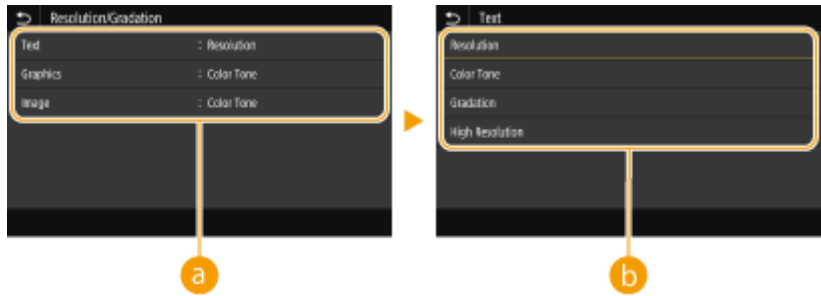 Resolution/Gradation
Text : Resolution
Graphics : Color Tone
Image : Color Tone
a
Text
Resolution
Color Tone
Gradation
High Resolution
b